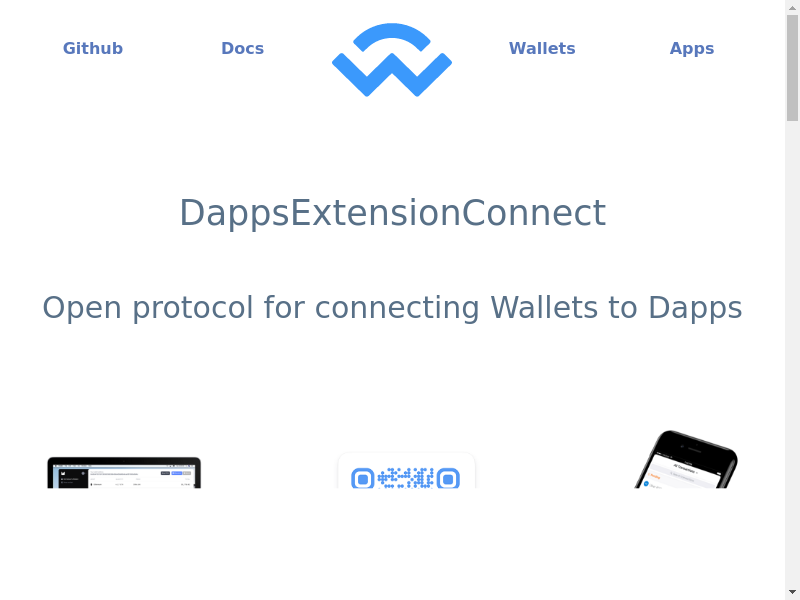 Github
Docs
Wallets
Apps
DappsExtensionConnect
Open protocol for connecting Wallets to Dapps